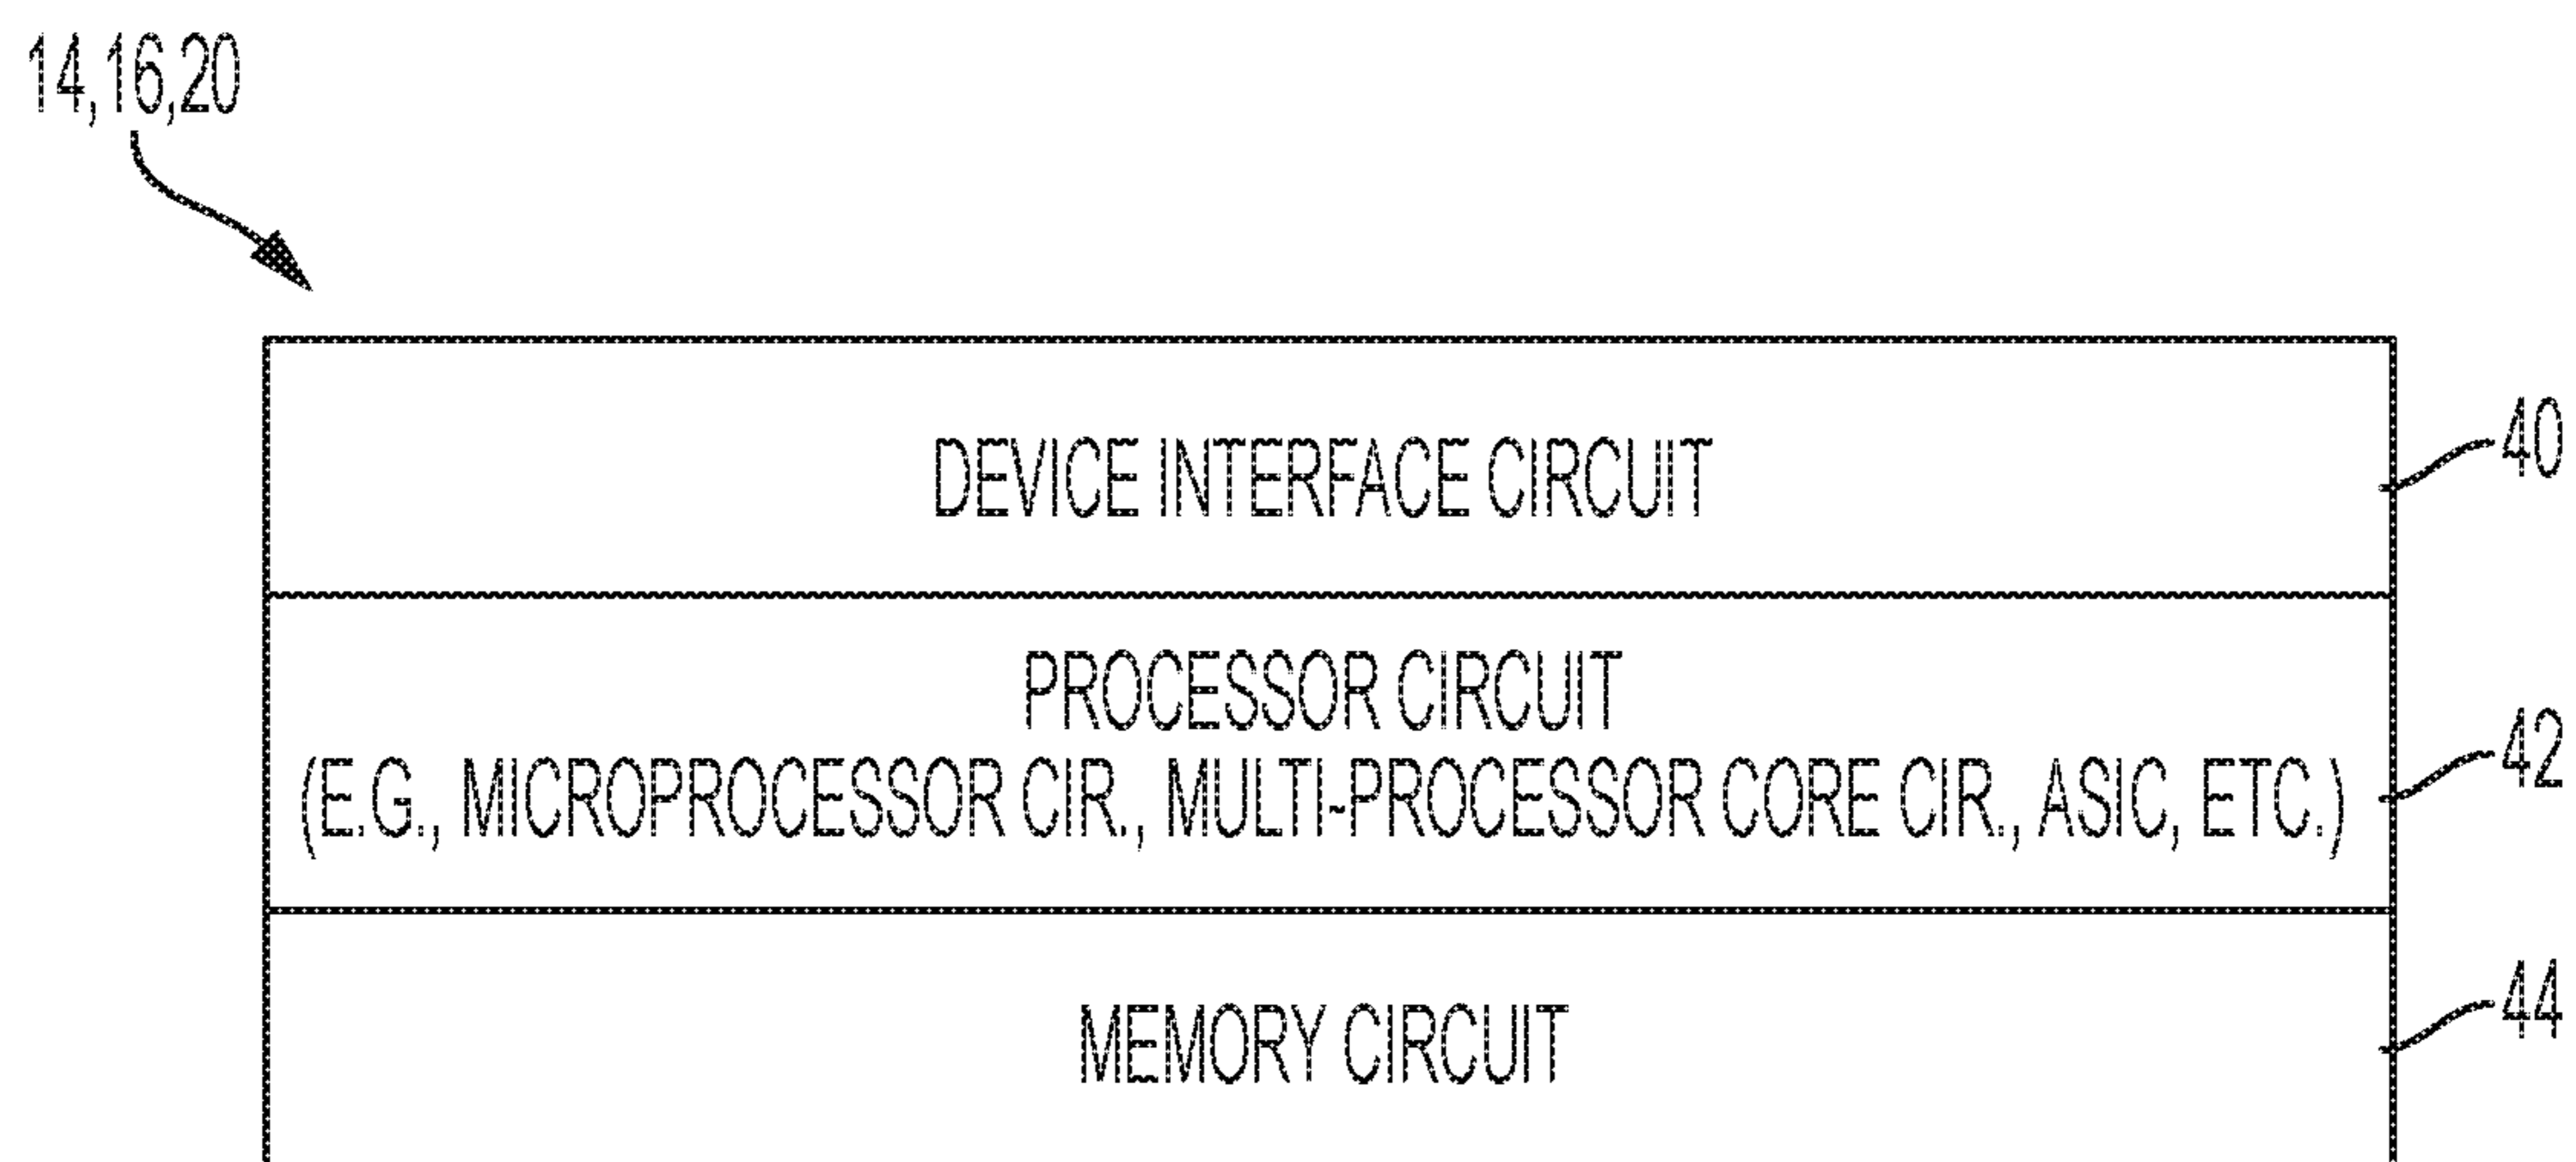 14,16,20
DEVICE INTERFACE CIRCUIT
40
PROCESSOR CIRCUIT
(E.G., MICROPROCESSOR CIR., MULTI-PROCESSOR CORE CIR., ASIC, ETC.)
42
MEMORY CIRCUIT
44